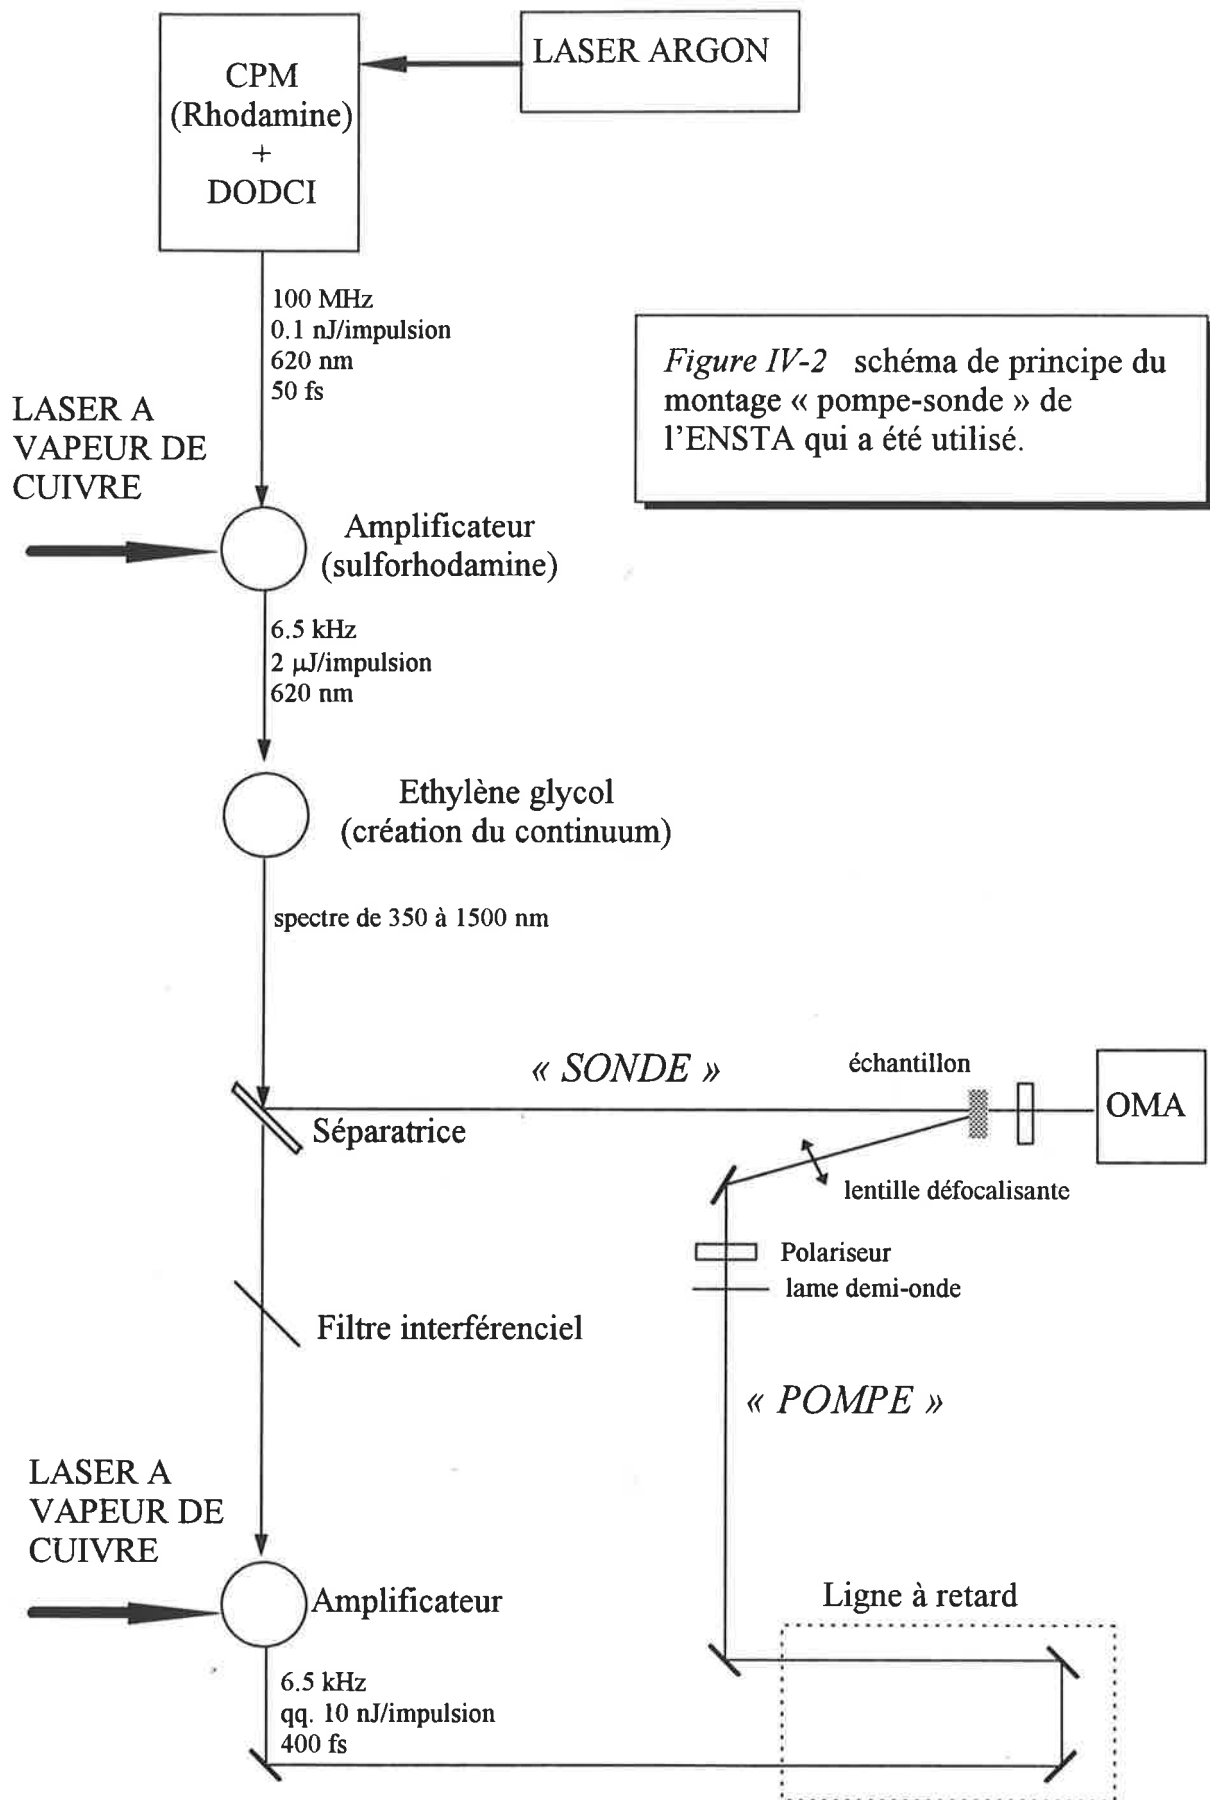 LASER ARGON
CPM
(Rhodamine)
+
DODCI
100 MHz
0.1 nJ/impulsion
620 nm
50 fs
Figure IV-2 schéma de principe du
montage « pompe-sonde » de
l'ENSTA qui a été utilisé.
LASER A
VAPEUR DE
CUIVRE
Amplificateur
(sulforhodamine)
6.5 kHz
2 µJ/impulsion
620 nm
Ethylène glycol
(création du continuum)
spectre de 350 à 1500 nm
« SONDE »
échantillon
OMA
Séparatrice
lentille défocalisante
Polariseur
lame demi-onde
Filtre interférenciel
« POMPE »
LASER A
VAPEUR DE
CUIVRE
Amplificateur
Ligne à retard
6.5 kHz
qq. 10 nJ/impulsion
400 fs